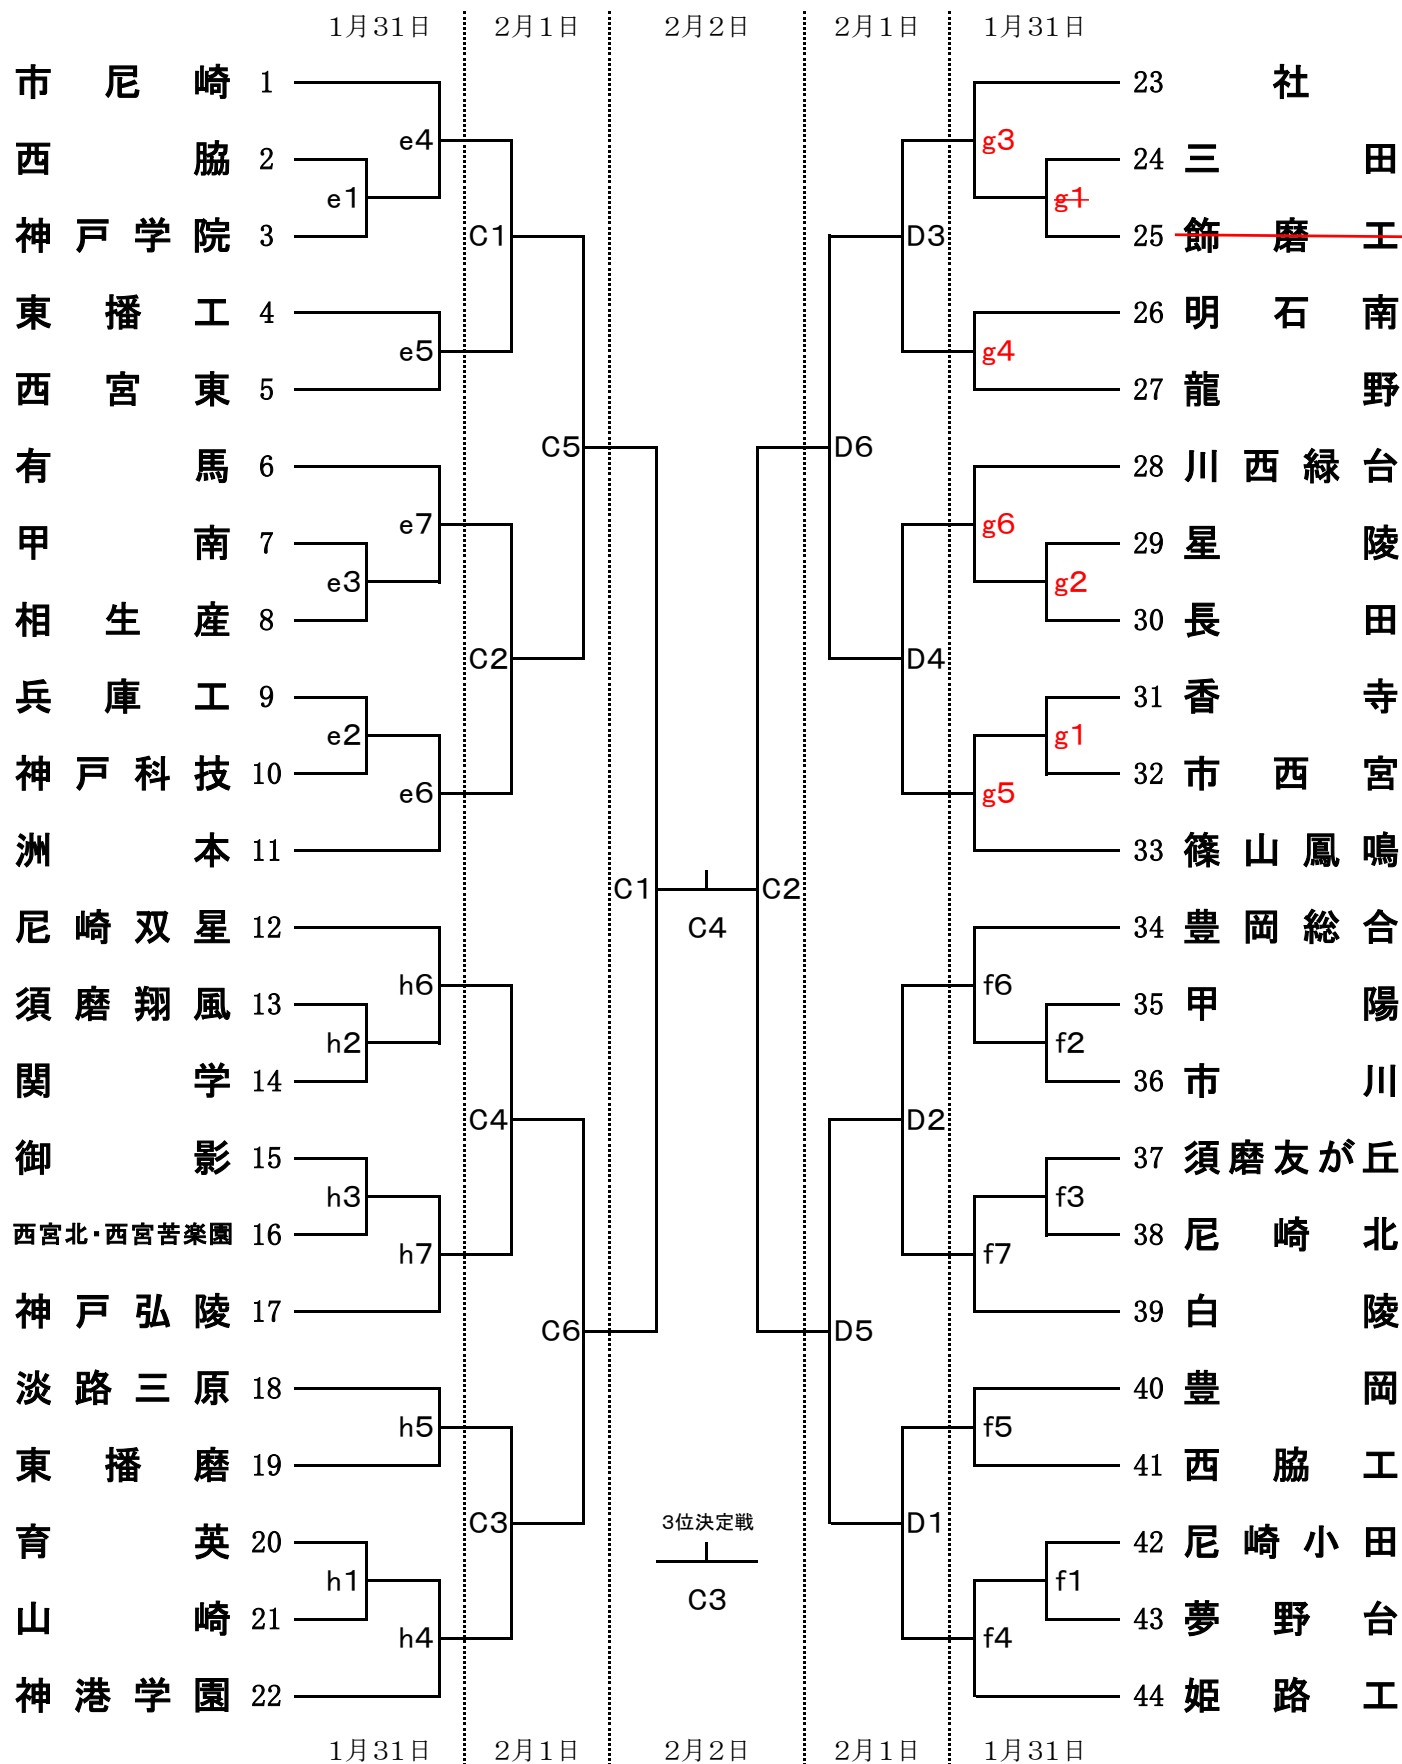 1月31日 2月1日 2月2日 2月1日 1月31日
市尼崎 1
西脇 2
神戸学院 3
東播工 4
西宮東 5
有馬 6
甲南 7
相生産 8
兵庫工 9
神戸科技 10
洲本 11
尼崎双星 12
須磨翔風 13
関学 14
御影 15
西宮北・西宮苦楽園 16
神戸弘陵 17
淡路三原 18
東播磨 19
育英 20
山崎 21
神港学園 22
e4
e1
C1
e5
C5
e7
e3
C2
e2
e6
h6
h2
C4
h3
h7
C6
h5
C3
h1
h4
C1
C4
C2
3位決定戦
C3
g3
g1
D3
g4
D6
g6
g2
D4
g1
g5
f6
f2
D2
f3
f7
D5
f5
D1
f1
f4
23 社
24 三田
25 飾磨工
26 明石南
27 龍野
28 川西緑台
29 星陵
30 長田
31 香寺
32 市西宮
33 篠山鳳鳴
34 豊岡総合
35 甲陽
36 市川
37 須磨友が丘
38 尼崎北
39 白陵
40 豊岡
41 西脇工
42 尼崎小田
43 夢野台
44 姫路工
1月31日 2月1日 2月2日 2月1日 1月31日